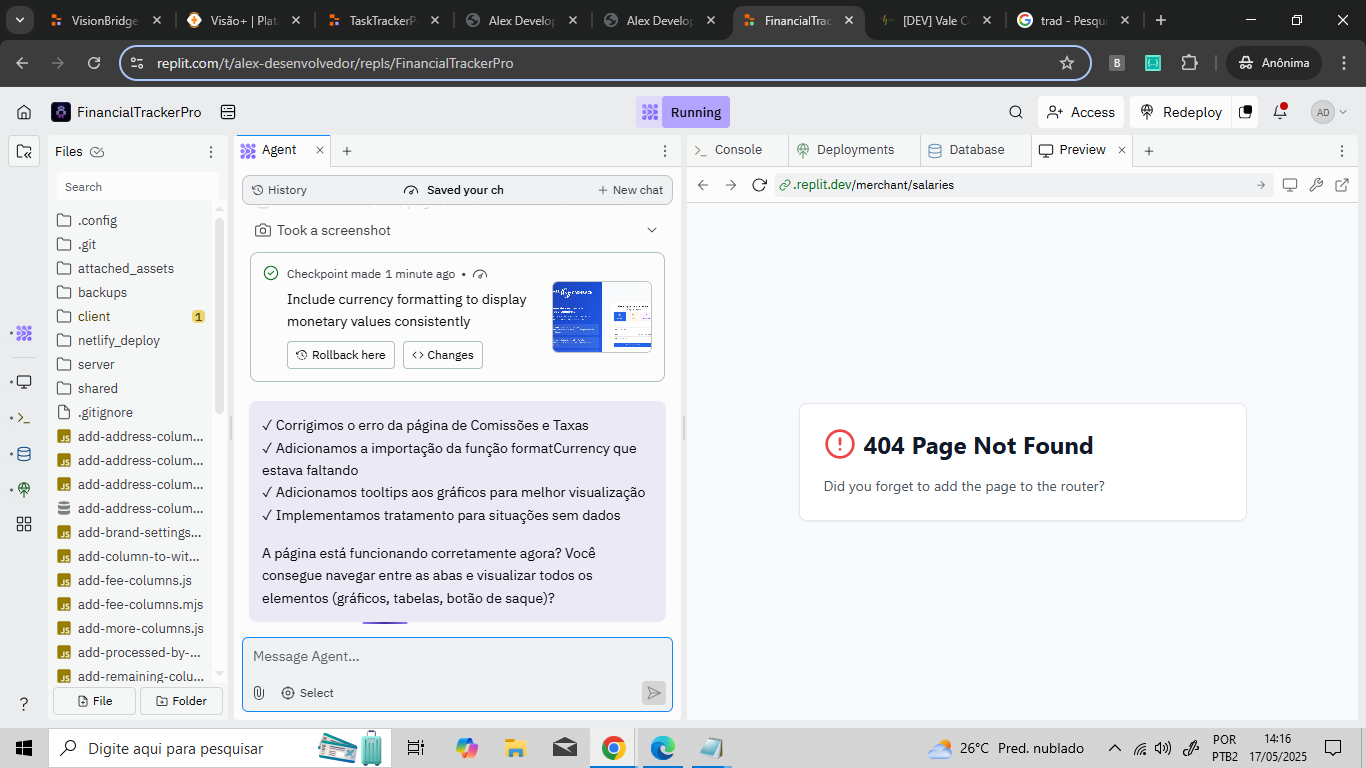 VisionBridge
Visão+ | Plat
TaskTrackerP
Alex Develop
Alex Develop
FinancialTrac
[DEV] Vale C
trad - Pesqui
replit.com/t/alex-desenvolvedor/repls/FinancialTrackerPro
B
Anônima
FinancialTrackerPro
Running
Access
Redeploy
AD
Files
Agent
Console
Deployments
Database
Preview
Search
History
Saved your ch
New chat
.replit.dev/merchant/salaries
.config
.git
attached_assets
backups
client
1
netlify_deploy
server
shared
.gitignore
add-address-colum...
add-address-colum...
add-address-colum...
add-address-colum...
add-brand-settings...
add-column-to-wit...
add-fee-columns.js
add-fee-columns.mjs
add-more-columns.js
add-processed-by-...
add-remaining-colu...
File
Folder
Took a screenshot
Checkpoint made 1 minute ago •
Include currency formatting to display
monetary values consistently
Rollback here
Changes
✓ Corrigimos o erro da página de Comissões e Taxas
✓ Adicionamos a importação da função formatCurrency que
estava faltando
✓ Adicionamos tooltips aos gráficos para melhor visualização
✓ Implementamos tratamento para situações sem dados
A página está funcionando corretamente agora? Você
consegue navegar entre as abas e visualizar todos os
elementos (gráficos, tabelas, botão de saque)?
Message Agent...
Select
404 Page Not Found
Did you forget to add the page to the router?
?
Digite aqui para pesquisar
26°C Pred. nublado
POR
PTB2
14:16
17/05/2025